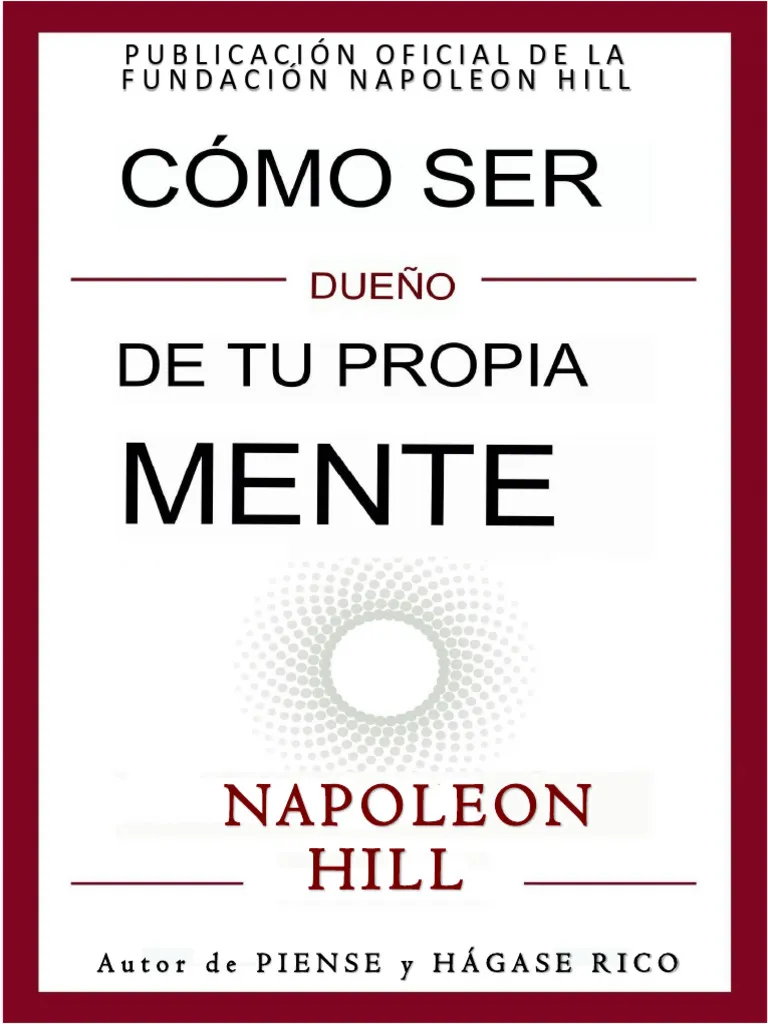 PUBLICACIÓN OFICIAL DE LA
FUNDACIÓN NAPOLEON HILL
CÓMO SER
DUEÑO
DE TU PROPIA
MENTE
NAPOLEON
HILL
Autor de PIENSE y HÁGASE RICO